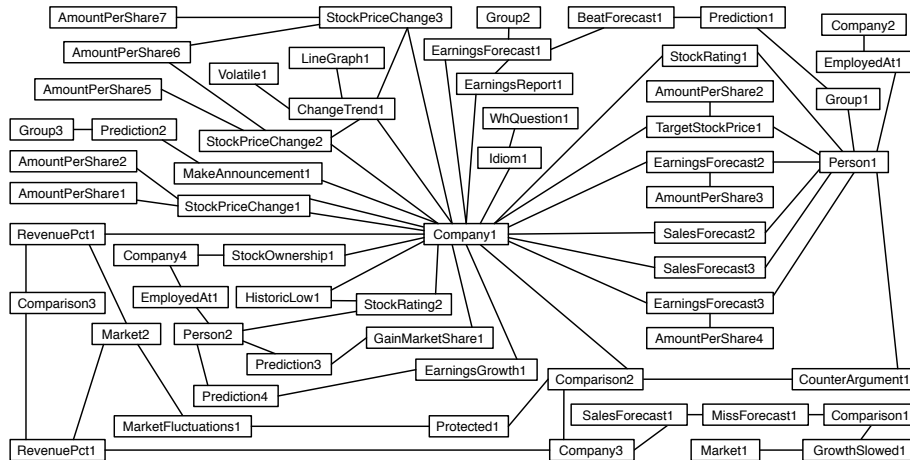 AmountPerShare7
StockPriceChange3
Group2
BeatForecast1
Prediction1
Company2
AmountPerShare6
EarningsForecast1
StockRating1
EmployedAt1
LineGraph1
Volatile1
EarningsReport1
AmountPerShare5
AmountPerShare2
Group1
ChangeTrend1
WhQuestion1
Group3
Prediction2
TargetStockPrice1
StockPriceChange2
Idiom1
AmountPerShare2
EarningsForecast2
Person1
MakeAnnouncement1
AmountPerShare1
AmountPerShare3
StockPriceChange1
RevenuePct1
Company1
SalesForecast2
Company4
StockOwnership1
SalesForecast3
EmployedAt1
HistoricLow1
Comparison3
StockRating2
EarningsForecast3
Market2
Person2
GainMarketShare1
AmountPerShare4
Prediction3
EarningsGrowth1
Comparison2
CounterArgument1
Prediction4
SalesForecast1
MissForecast1
Comparison1
MarketFluctuations1
Protected1
RevenuePct1
Company3
Market1
GrowthSlowed1